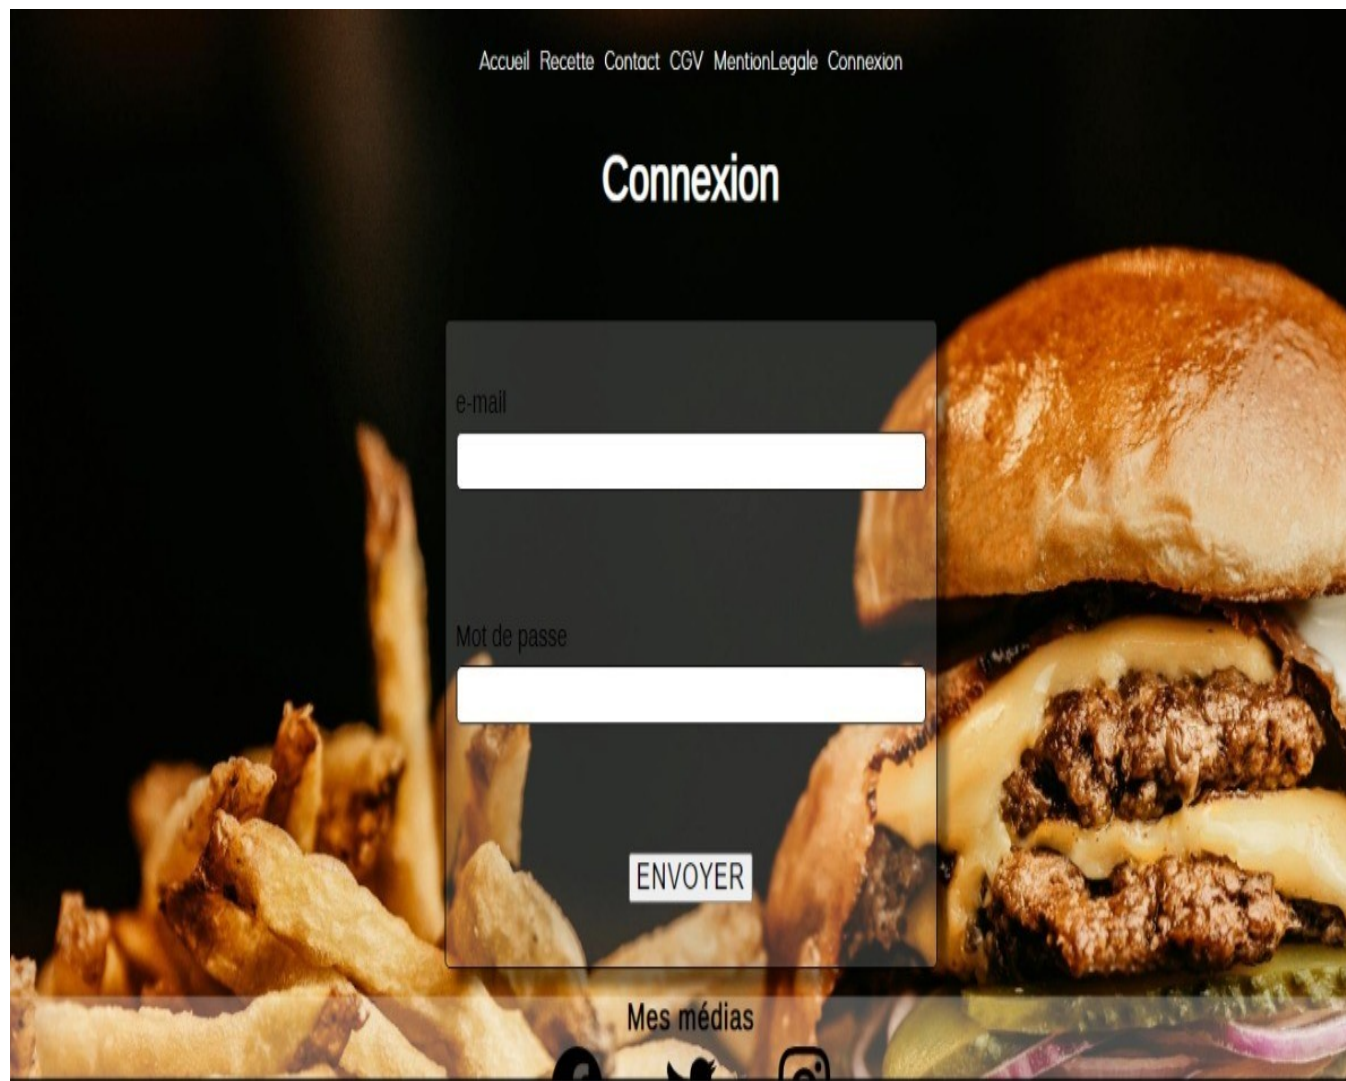 Accueil Recette Contact CGV MentionLegale Connexion
Connexion
e-mail
Mot de passe
ENVOYER
Mes médias